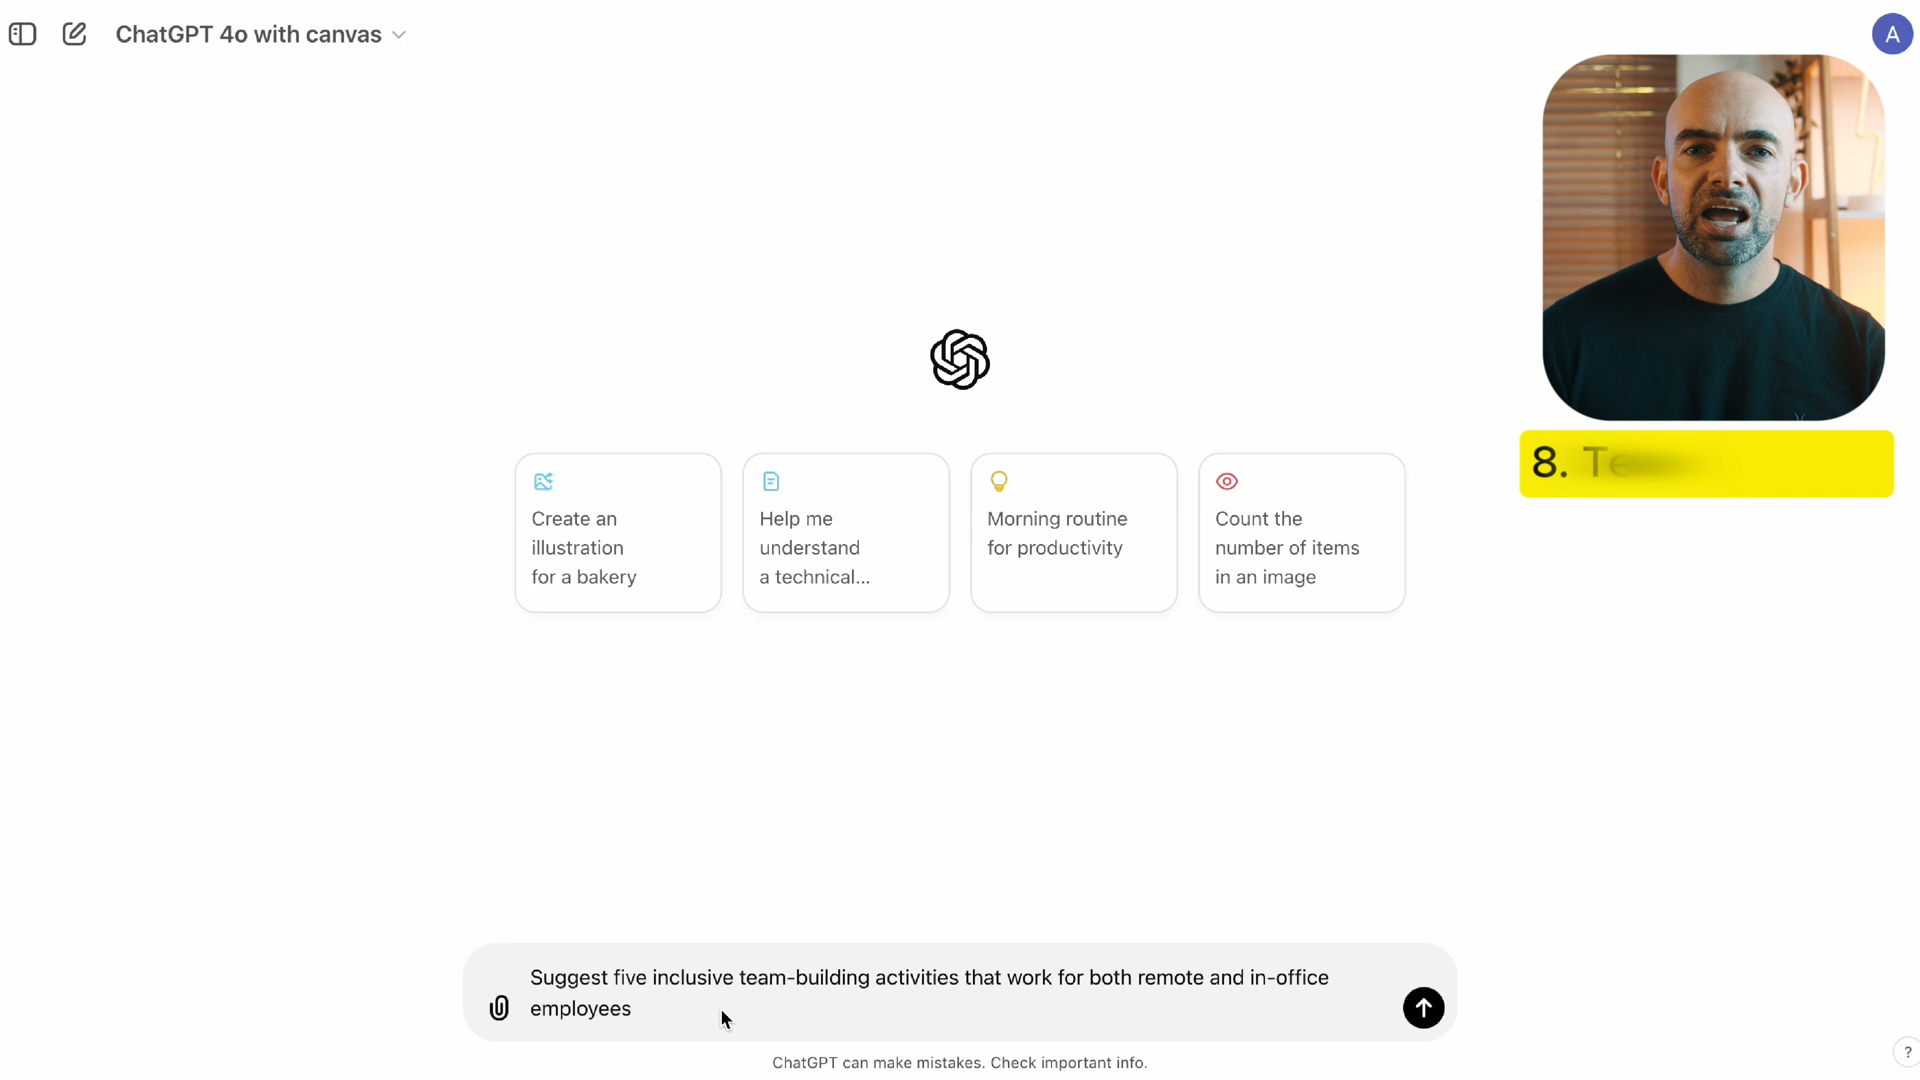 ChatGPT 4o with canvas
A
8.
Create an
illustration
for a bakery
Help me
understand
a technical...
Morning routine
for productivity
Count the
number of items
in an image
Suggest five inclusive team-building activities that work for both remote and in-office
employees
ChatGPT can make mistakes. Check important info.
?